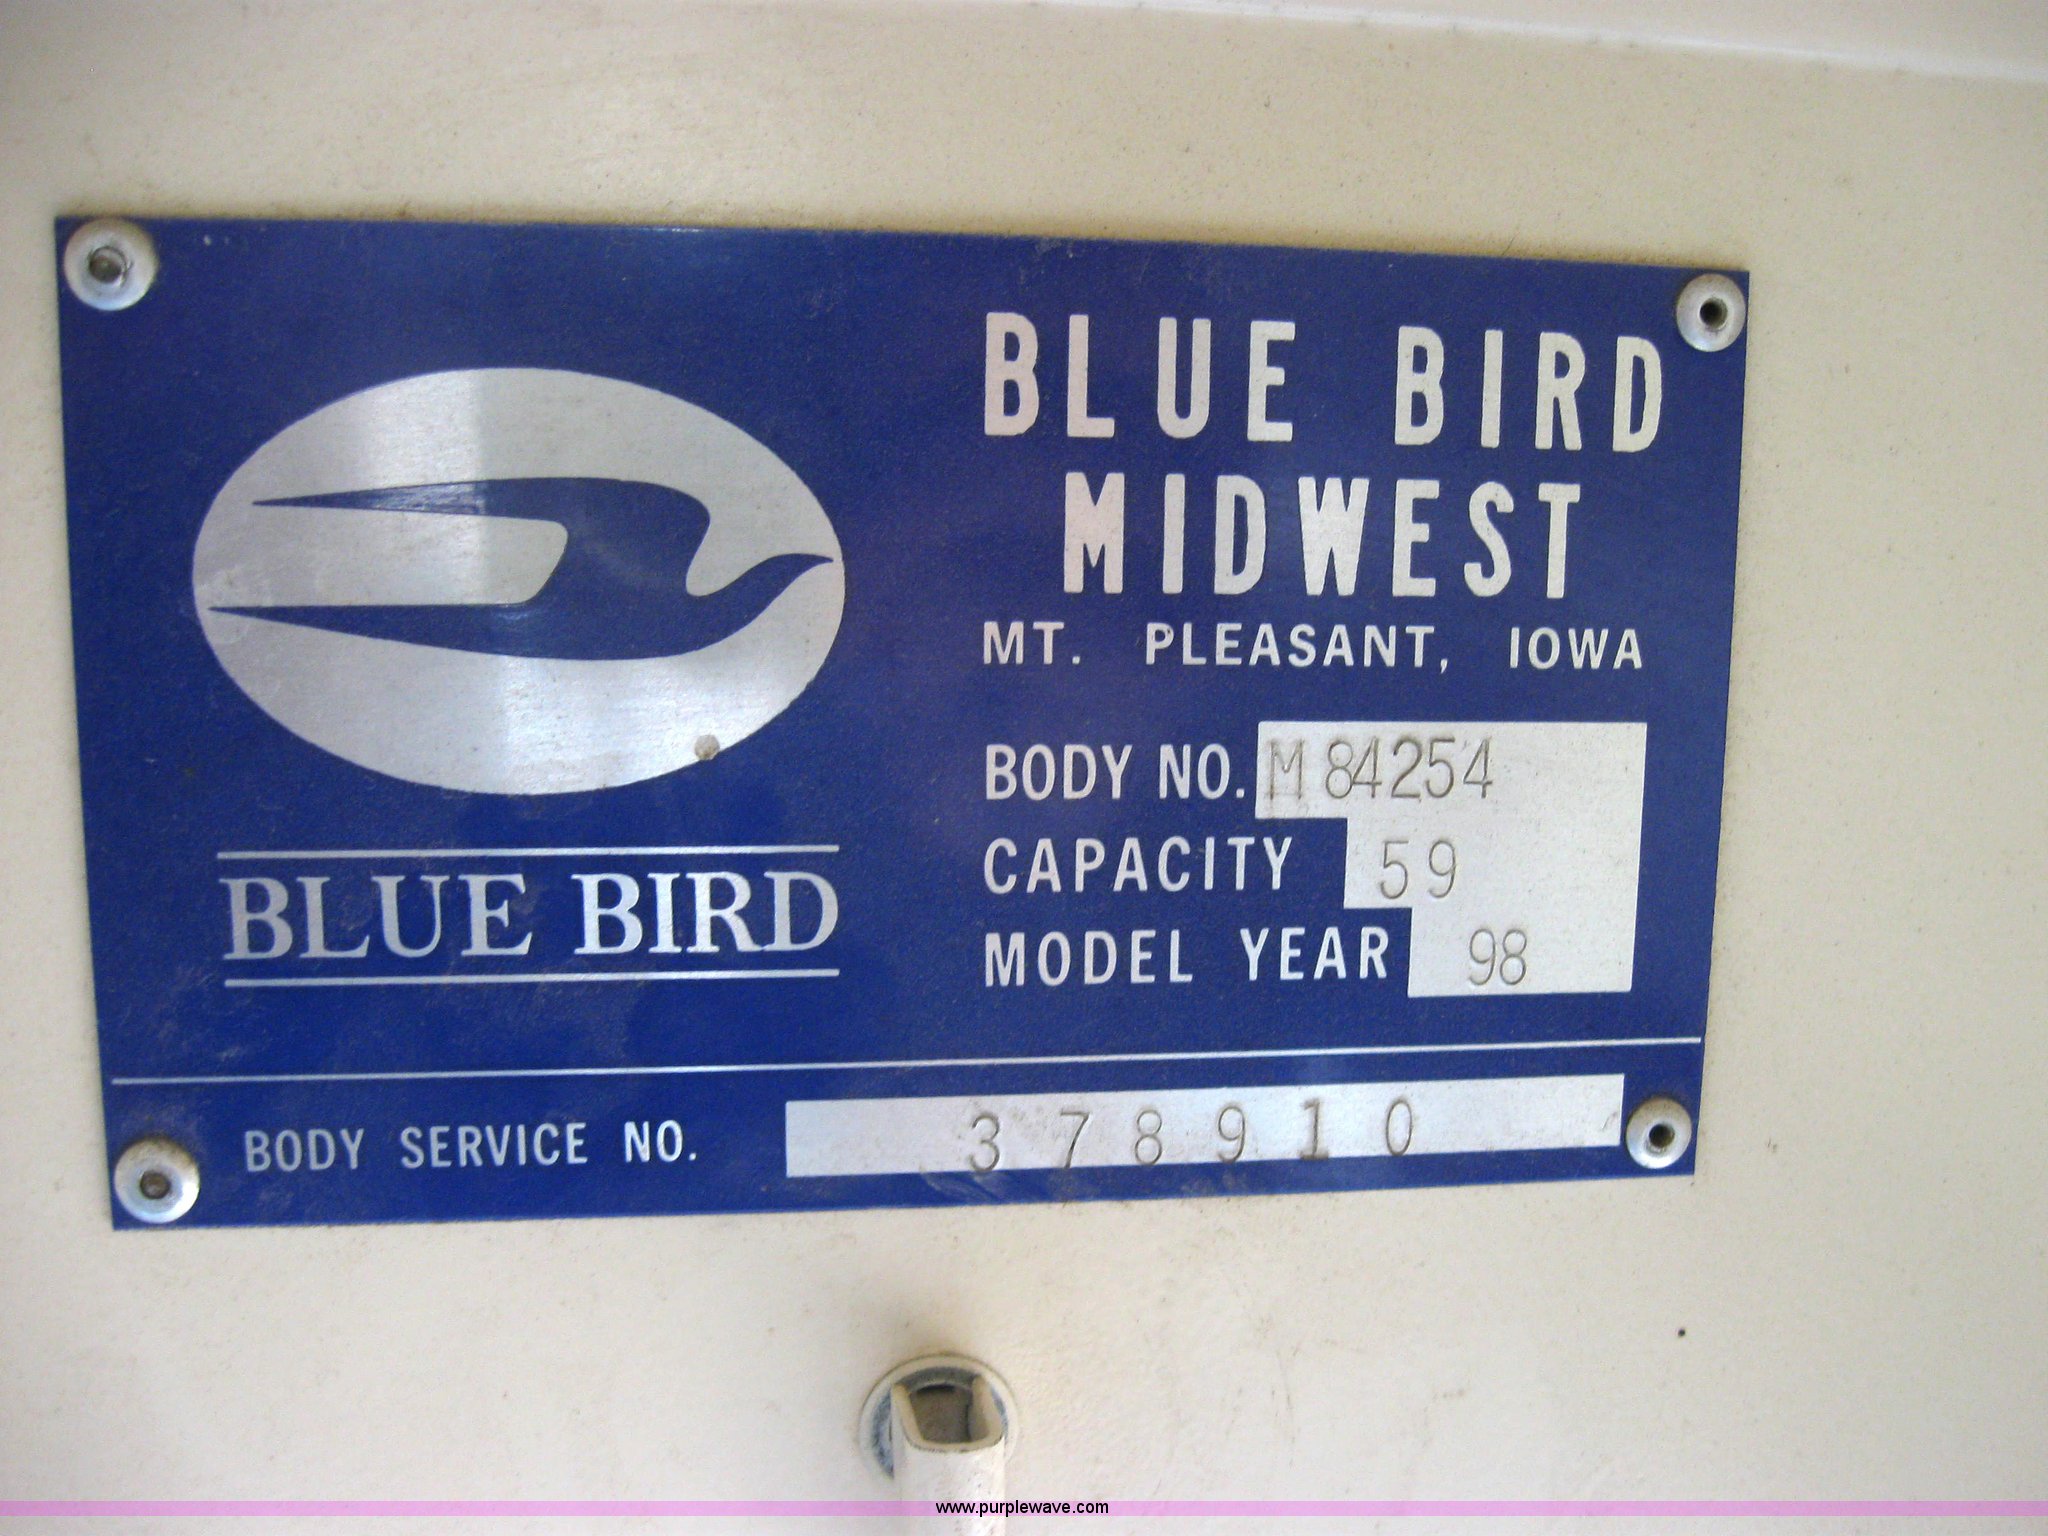 BLUE BIRD
MIDWEST
MT. PLEASANT, IOWA
BODY NO. M84254
CAPACITY 59
MODEL YEAR 98
BLUE BIRD
BODY SERVICE NO. 378910
www.purplewave.com